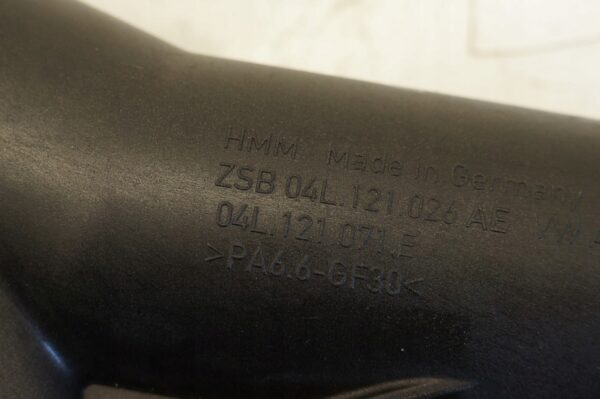 HMM Made in Germany
ZSB 04L.121.026 AE
04L.121.071.E
>PA6.6-GF30<